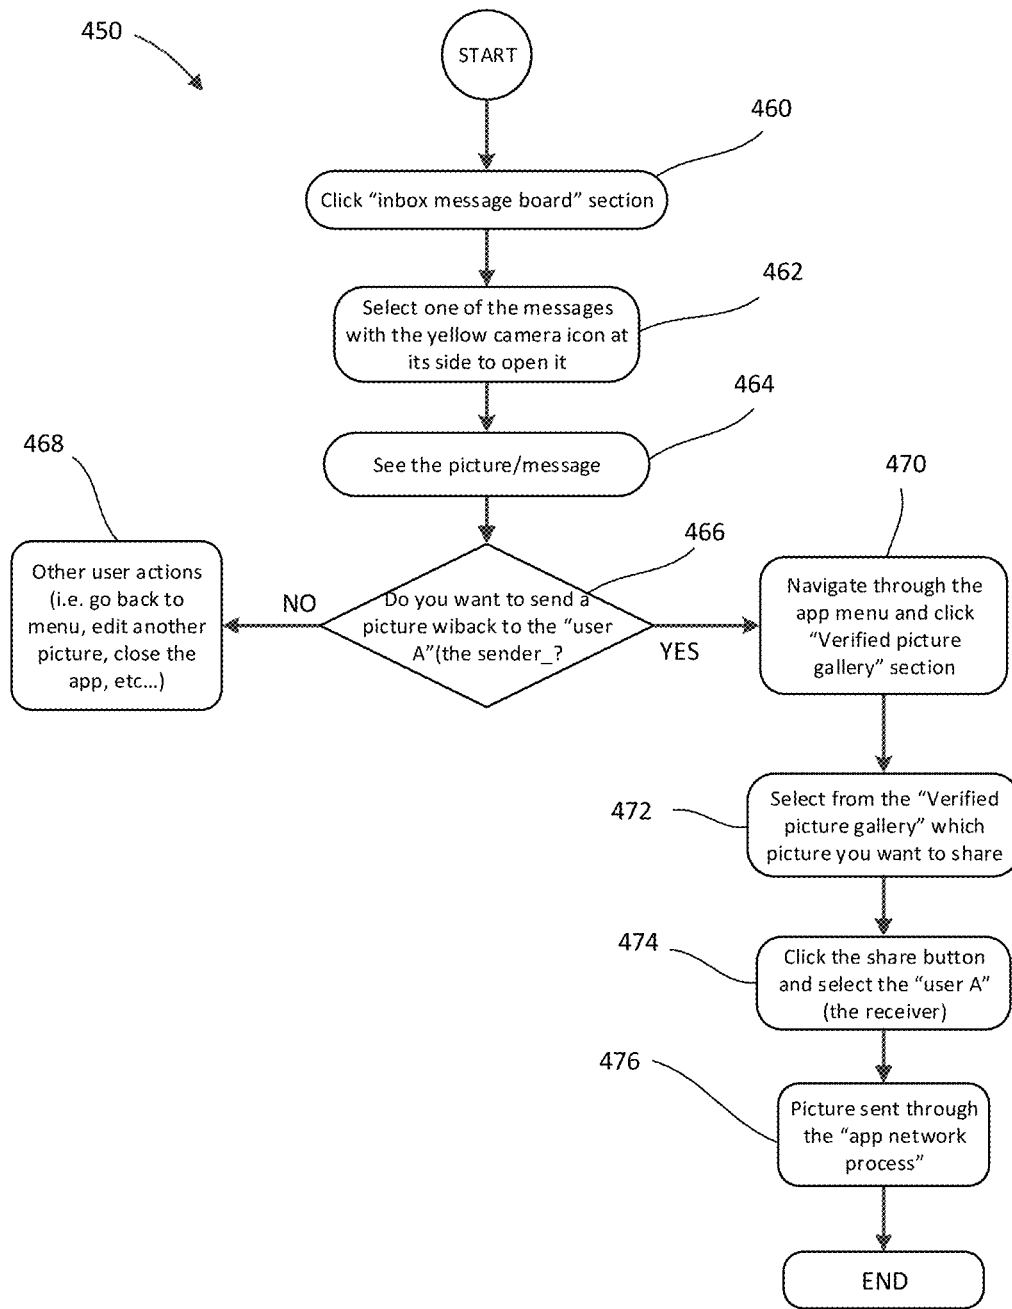 450
START
460
Click “inbox message board” section
462
Select one of the messages
with the yellow camera icon at
its side to open it
464
See the picture/message
468
470
466
Other user actions
(i.e. go back to
menu, edit another
picture, close the
app, etc...)
NO
Do you want to send a
picture wiback to the “user
A”(the sender_?
YES
Navigate through the
app menu and click
“Verified picture
gallery” section
472
Select from the “Verified
picture gallery” which
picture you want to share
474
Click the share button
and select the “user A”
(the receiver)
476
Picture sent through
the “app network
process”
END